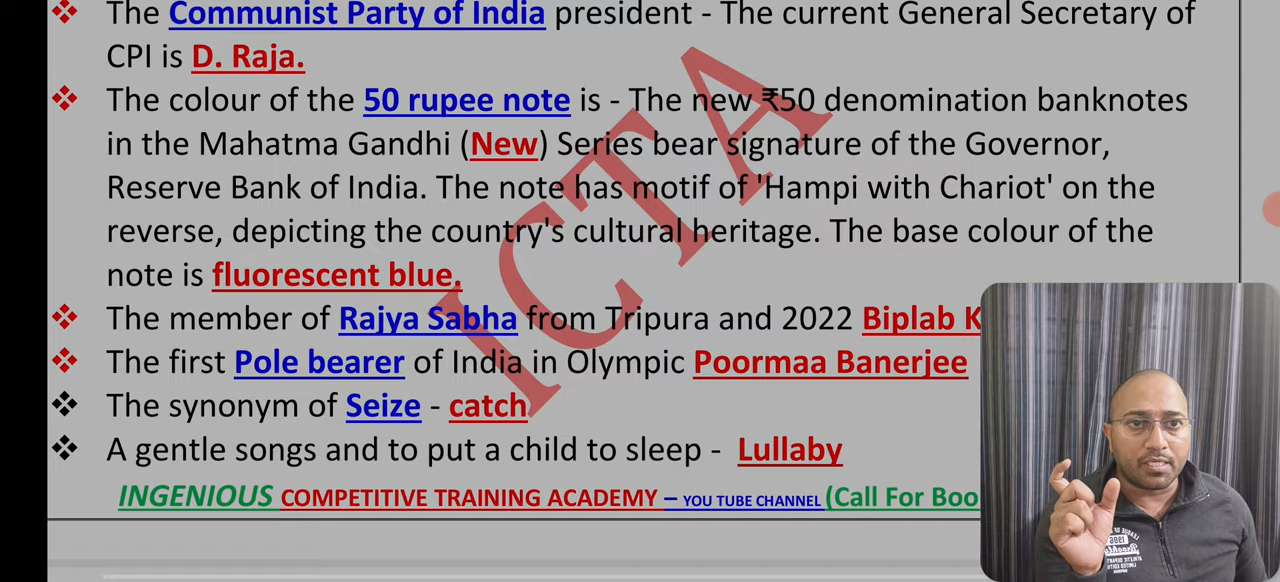 The Communist Party of India president - The current General Secretary of
CPI is D. Raja.
The colour of the 50 rupee note is - The new ₹50 denomination banknotes
in the Mahatma Gandhi (New) Series bear signature of the Governor,
Reserve Bank of India. The note has motif of 'Hampi with Chariot' on the
reverse, depicting the country's cultural heritage. The base colour of the
note is fluorescent blue.
The member of Rajya Sabha from Tripura and 2022 Biplab K
The first Pole bearer of India in Olympic Poormaa Banerjee
The synonym of Seize - catch
A gentle songs and to put a child to sleep - Lullaby
INGENIOUS COMPETITIVE TRAINING ACADEMY – YOU TUBE CHANNEL (Call For Boo
ICTA
1986